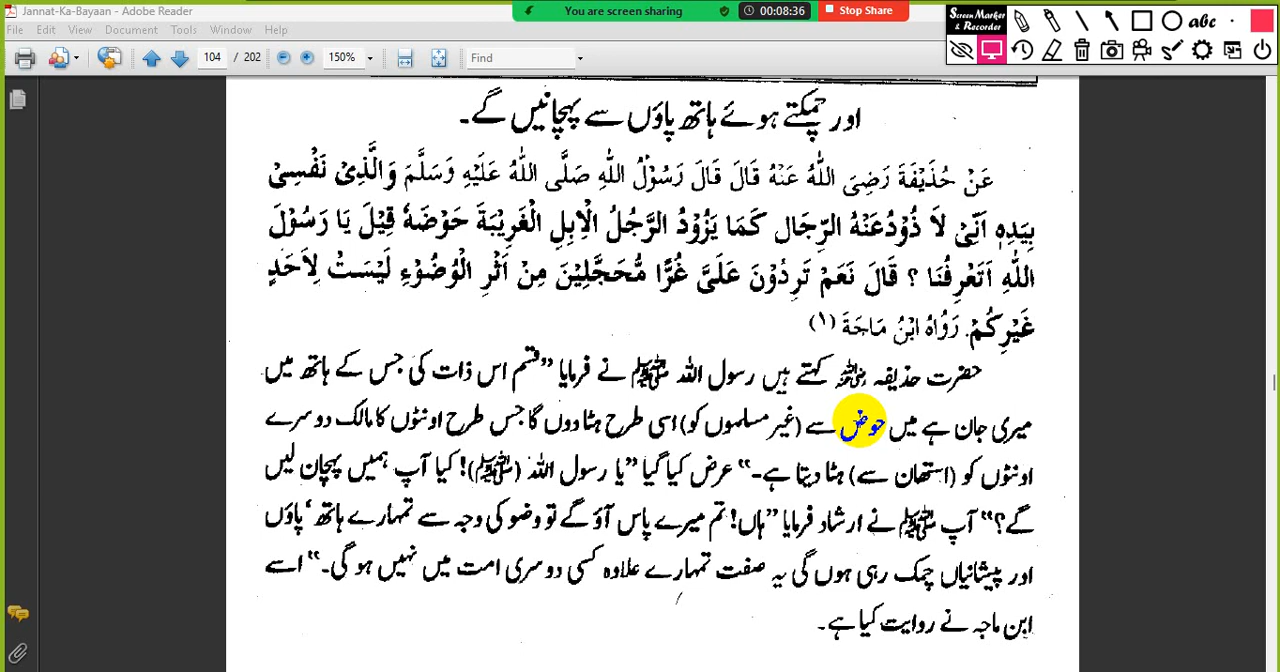 Jannat-Ka-Bayaan - Adobe Reader
You are screen sharing
00:08:36
Stop Share
Screen Marker & Recorder
abc
File Edit View Document Tools Window Help
104 / 202
150%
Find
اور چمکتے ہوئے ہاتھ پاؤں سے پہچانیں گے۔
عَنْ حُذَیْفَةَ رَضِیَ اللّٰهُ عَنْهُ قَالَ قَالَ رَسُوْلُ اللّٰهِ صَلَّی اللّٰهُ عَلَیْهِ وَسَلَّمَ وَالَّذِیْ نَفْسِیْ
بِیَدِهٖ اَنِّیْ لَا ذُوْدُ عَنْهُ الرِّجَال کَمَا یَزُوْدُ الرَّجُلُ الْاِبِلِ الْغَرِیْبَةَ حَوْضَهٗ قِیْلَ یَا رَسُوْلَ
اللّٰهِ اَتَعْرِفُنَا ؟ قَالَ نَعَمْ تَرِدُوْنَ عَلَیَّ غُرًّا مُّحَجَّلِیْنَ مِنْ اَثْرِ الْوُضُوْءِ لَیْسَتْ لِاَحَدٍ
غَیْرِکُمْ. رَوَاهُ ابْنُ مَاجَةَ (۱)
حضرت حذیفہ رضی اللہ عنہ کہتے ہیں رسول اللہ ﷺ نے فرمایا ”قسم اس ذات کی جس کے ہاتھ میں
میری جان ہے میں حوض سے (غیر مسلموں کو) اسی طرح ہٹا دوں گا جس طرح اونٹوں کا مالک دوسرے
اونٹوں کو (استھان سے) ہٹا دیتا ہے۔“ عرض کیا گیا ”یا رسول اللہ (ﷺ)! کیا آپ ہمیں پہچان لیں
گے؟“ آپ ﷺ نے ارشاد فرمایا ”ہاں! تم میرے پاس آؤ گے تو وضو کی وجہ سے تمہارے ہاتھ‘ پاؤں
اور پیشانیاں چمک رہی ہوں گی یہ صفت تمہارے علاوہ کسی دوسری امت میں نہیں ہو گی۔“ اسے
ابن ماجہ نے روایت کیا ہے۔